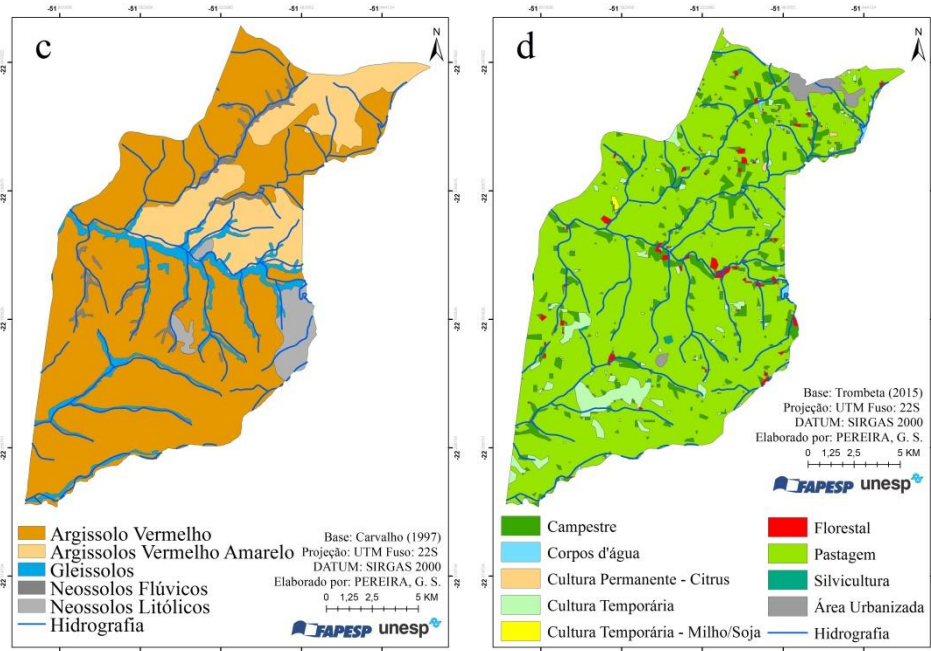 c
N
Argissolo Vermelho
Argissolos Vermelho Amarelo
Gleissolos
Neossolos Flúvicos
Neossolos Litólicos
Hidrografia
Base: Carvalho (1997)
Projeção: UTM Fuso: 22S
DATUM: SIRGAS 2000
Elaborado por: PEREIRA, G. S.
0 1,25 2,5 5 KM
FAPESP unesp
d
N
Base: Trombeta (2015)
Projeção: UTM Fuso: 22S
DATUM: SIRGAS 2000
Elaborado por: PEREIRA, G. S.
0 1,25 2,5 5 KM
FAPESP unesp
Campestre
Corpos d'água
Cultura Permanente - Citrus
Cultura Temporária
Cultura Temporária - Milho/Soja
Florestal
Pastagem
Silvicultura
Área Urbanizada
Hidrografia